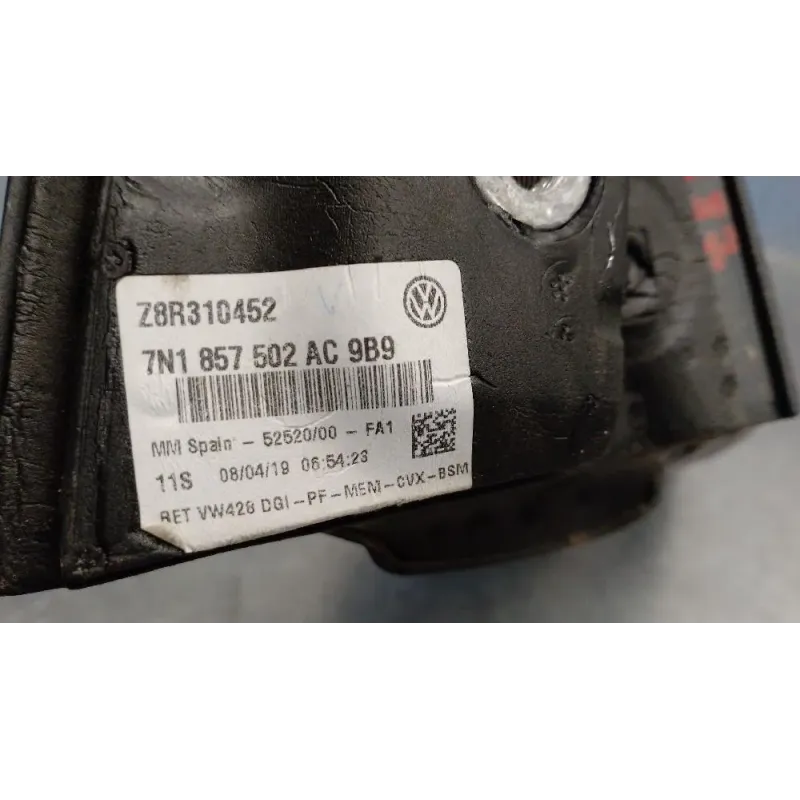 Z8R310452
7N1 857 502 AC 9B9
MM Spain - 52520/00 - FA1
11S 08/04/19 06:54:23
RET VW428 DGI-PF-MEM-CVX-BSM